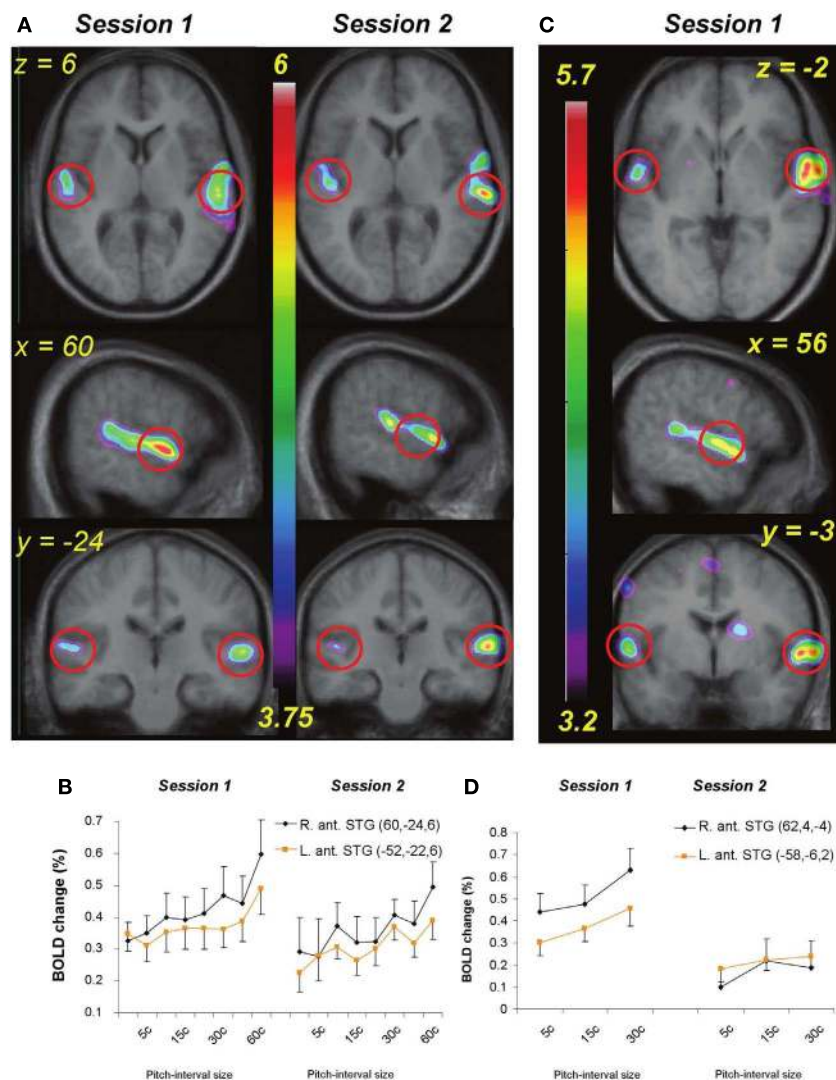 A
Session 1
Session 2
z = 6
6
x = 60
y = -24
3.75
C
Session 1
5.7
z = -2
x = 56
y = -3
3.2
B
Session 1
Session 2
R. ant. STG (60,-24,6)
L. ant. STG (-52,-22,6)
BOLD change (%)
0.7
0.6
0.5
0.4
0.3
0.2
0.1
5c
15c
30c
60c
5c
15c
30c
60c
Pitch-interval size
Pitch-interval size
D
Session 1
Session 2
R. ant. STG (62,4,-4)
L. ant. STG (-58,-6,2)
BOLD change (%)
0.8
0.7
0.6
0.5
0.4
0.3
0.2
0.1
0
5c
15c
30c
5c
15c
30c
Pitch-interval size
Pitch-interval size